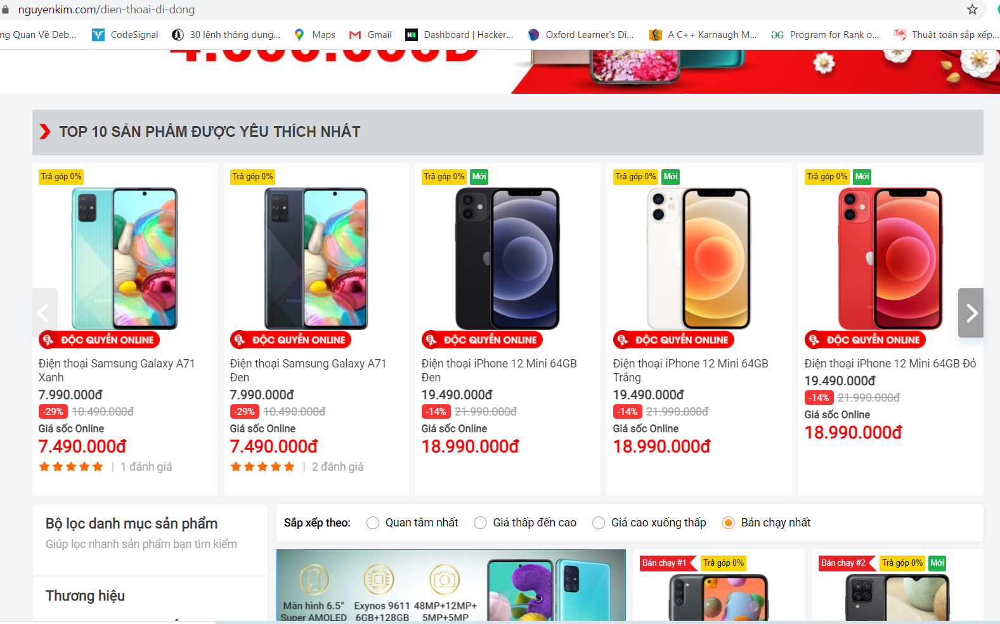 nguyenkim.com/dien-thoai-di-dong
ng Quan Về Deb... CodeSignal 30 lệnh thông dụng... Maps Gmail Dashboard | Hacker... Oxford Learner's Di... A C++ Karnaugh M... Program for Rank o... Thuật toán sắp xếp...
TOP 10 SẢN PHẨM ĐƯỢC YÊU THÍCH NHẤT
Trả góp 0%
ĐỘC QUYỀN ONLINE
Điện thoại Samsung Galaxy A71
Xanh
7.990.000đ
-29% 10.490.000đ
Giá sốc Online
7.490.000đ
| 1 đánh giá
Trả góp 0%
ĐỘC QUYỀN ONLINE
Điện thoại Samsung Galaxy A71
Đen
7.990.000đ
-29% 10.490.000đ
Giá sốc Online
7.490.000đ
| 2 đánh giá
Trả góp 0% Mới
ĐỘC QUYỀN ONLINE
Điện thoại iPhone 12 Mini 64GB
Đen
19.490.000đ
-14% 21.990.000đ
Giá sốc Online
18.990.000đ
Trả góp 0% Mới
ĐỘC QUYỀN ONLINE
Điện thoại iPhone 12 Mini 64GB
Trắng
19.490.000đ
-14% 21.990.000đ
Giá sốc Online
18.990.000đ
Trả góp 0% Mới
ĐỘC QUYỀN ONLINE
Điện thoại iPhone 12 Mini 64GB Đỏ
19.490.000đ
-14% 21.990.000đ
Giá sốc Online
18.990.000đ
Bộ lọc danh mục sản phẩm
Giúp lọc nhanh sản phẩm bạn tìm kiếm
Thương hiệu
Sắp xếp theo: Quan tâm nhất Giá thấp đến cao Giá cao xuống thấp Bán chạy nhất
Màn hình 6.5" Exynos 9611 48MP+12MP+
Super AMOLED 6GB+128GB 5MP+5MP
Bán chạy #1 Trả góp 0%
Bán chạy #2 Trả góp 0% Mới